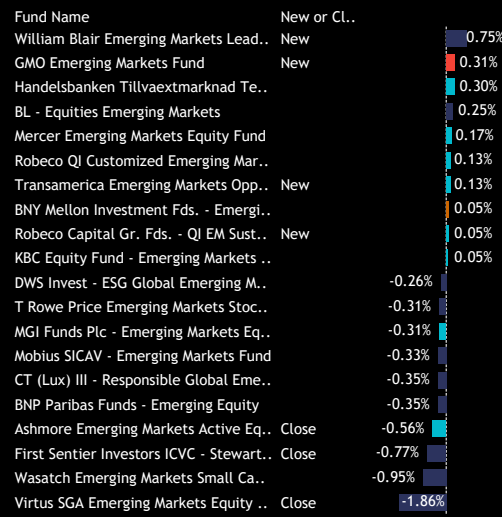 Fund Name New or Cl..
William Blair Emerging Markets Lead.. New 0.75%
GMO Emerging Markets Fund New 0.31%
Handelsbanken Tillvaextmarknad Te.. 0.30%
BL - Equities Emerging Markets 0.25%
Mercer Emerging Markets Equity Fund 0.17%
Robeco QI Customized Emerging Mar.. 0.13%
Transamerica Emerging Markets Opp.. New 0.13%
BNY Mellon Investment Fds. - Emergi.. 0.05%
Robeco Capital Gr. Fds. - QI EM Sust.. New 0.05%
KBC Equity Fund - Emerging Markets .. 0.05%
DWS Invest - ESG Global Emerging M.. -0.26%
T Rowe Price Emerging Markets Stoc.. -0.31%
MGI Funds Plc - Emerging Markets Eq.. -0.31%
Mobius SICAV - Emerging Markets Fund -0.33%
CT (Lux) III - Responsible Global Eme.. -0.35%
BNP Paribas Funds - Emerging Equity -0.35%
Ashmore Emerging Markets Active Eq.. Close -0.56%
First Sentier Investors ICVC - Stewart.. Close -0.77%
Wasatch Emerging Markets Small Ca.. -0.95%
Virtus SGA Emerging Markets Equity .. Close -1.86%